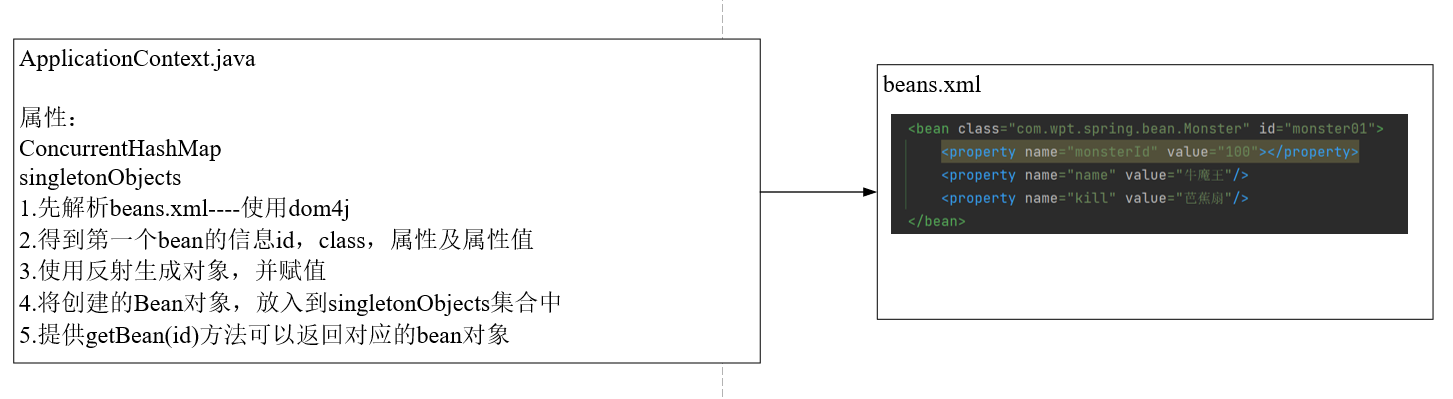 ApplicationContext.java
属性：
ConcurrentHashMap
singletonObjects
1.先解析beans.xml----使用dom4j
2.得到第一个bean的信息id，class，属性及属性值
3.使用反射生成对象，并赋值
4.将创建的Bean对象，放入到singletonObjects集合中
5.提供getBean(id)方法可以返回对应的bean对象
beans.xml
<bean class="com.wpt.spring.bean.Monster" id="monster01">
<property name="monsterId" value="100"></property>
<property name="name" value="牛魔王"/>
<property name="kill" value="芭蕉扇"/>
</bean>